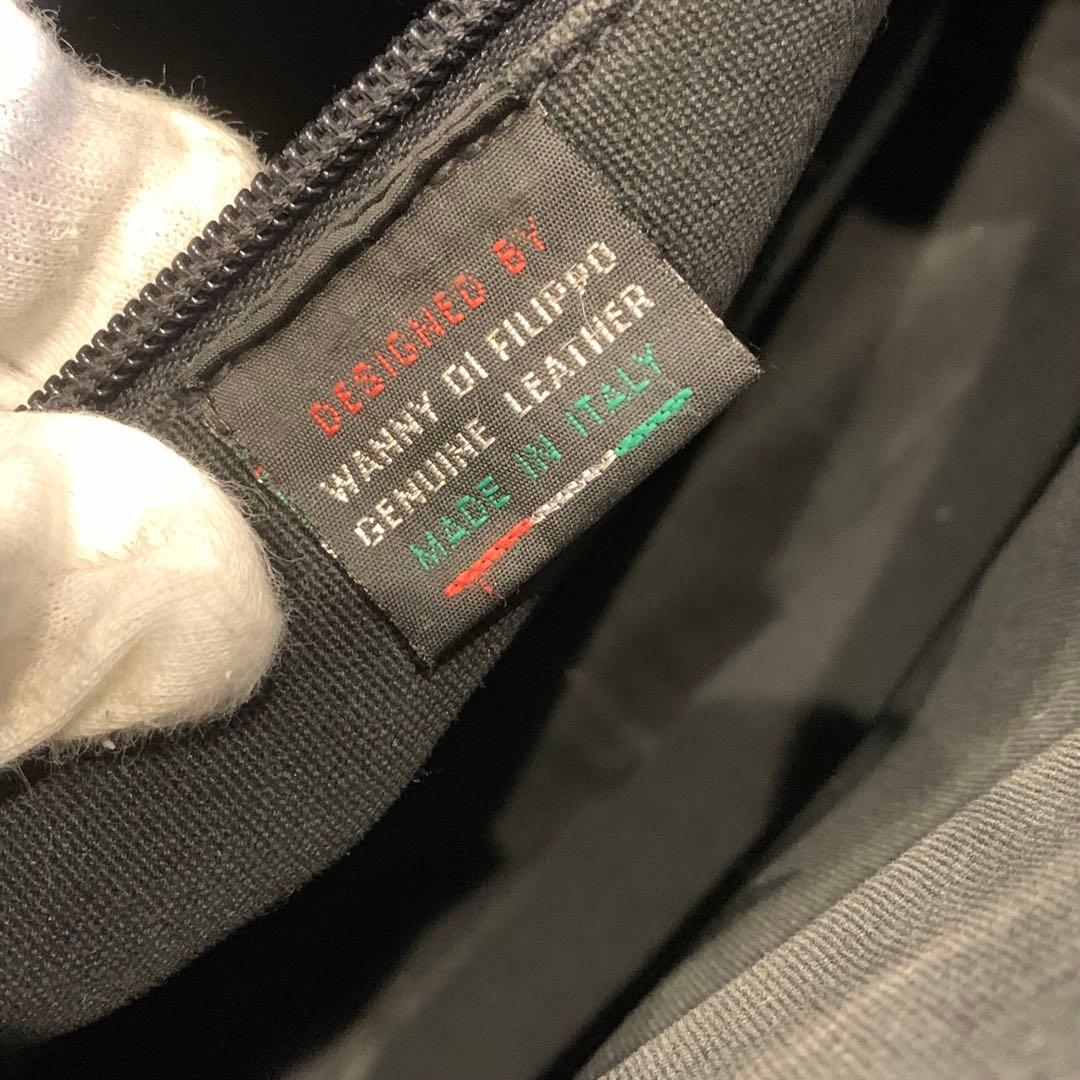 DESIGNED BY
WANNY DI FILIPPO
GENUINE LEATHER
MADE IN ITALY